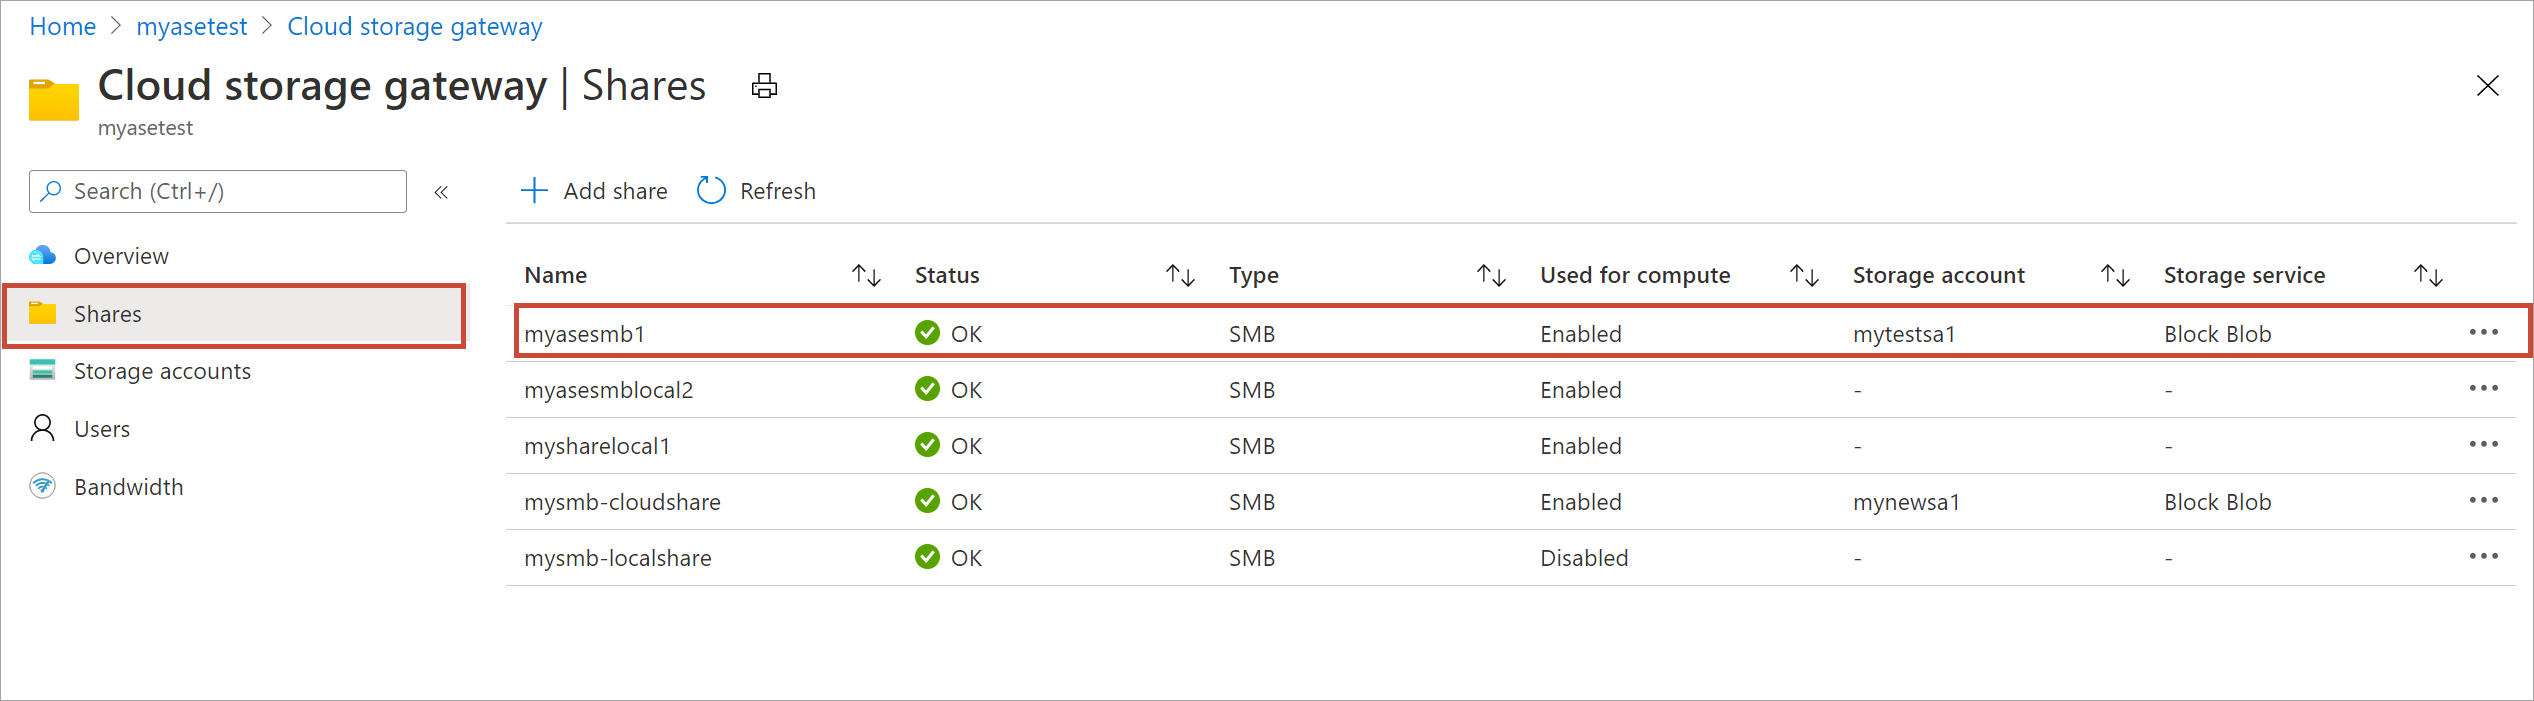 Home > myasetest > Cloud storage gateway
Cloud storage gateway | Shares
myasetest
Search (Ctrl+/) «
Add share Refresh
Overview
Shares
Storage accounts
Users
Bandwidth
Name Status Type Used for compute Storage account Storage service
myasesmb1 OK SMB Enabled mytestsa1 Block Blob ...
myasesmblocal2 OK SMB Enabled - - ...
mysharelocal1 OK SMB Enabled - - ...
mysmb-cloudshare OK SMB Enabled mynewsa1 Block Blob ...
mysmb-localshare OK SMB Disabled - - ...